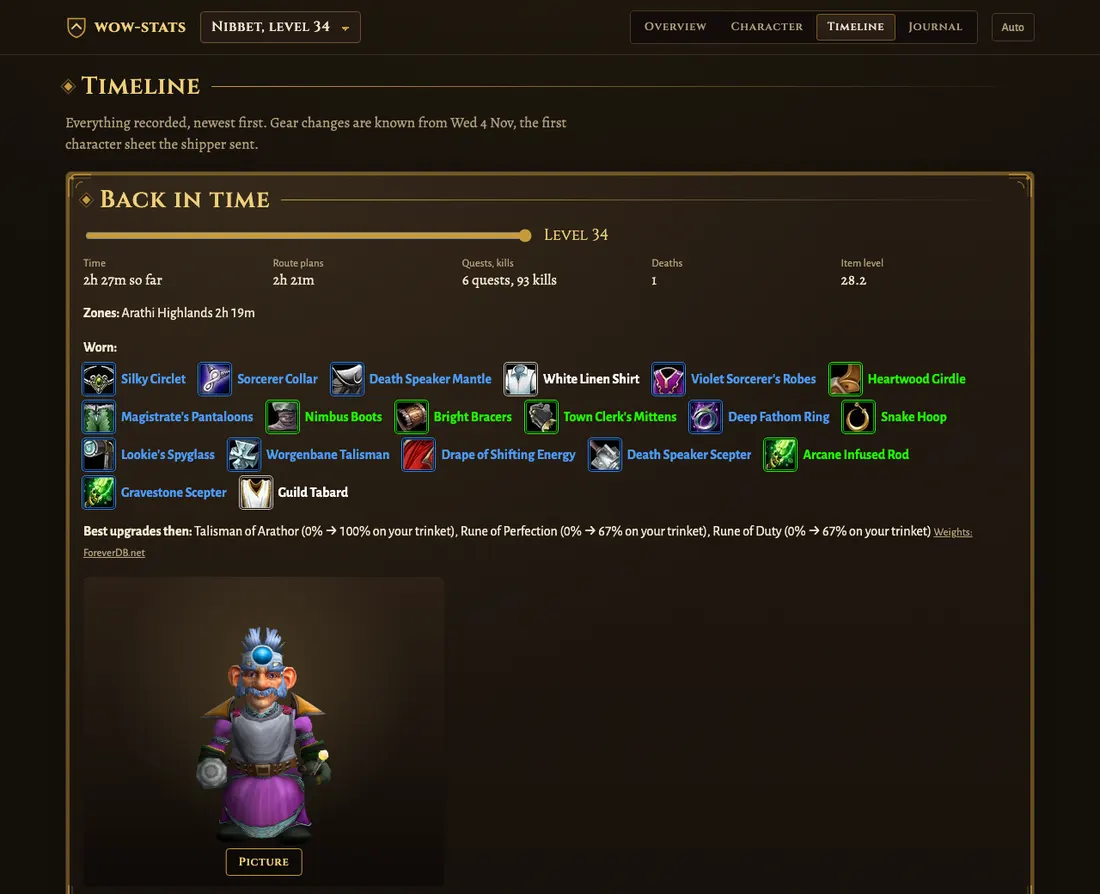 WOW-STATS
NIBBET, LEVEL 34
OVERVIEW
CHARACTER
TIMELINE
JOURNAL
Auto
TIMELINE
Everything recorded, newest first. Gear changes are known from Wed 4 Nov, the first
character sheet the shipper sent.
BACK IN TIME
LEVEL 34
Time
2h 27m so far
Route plans
2h 21m
Quests, kills
6 quests, 93 kills
Deaths
1
Item level
28.2
Zones: Arathi Highlands 2h 19m
Worn:
Silky Circlet Sorcerer Collar Death Speaker Mantle White Linen Shirt Violet Sorcerer's Robes Heartwood Girdle
Magistrate's Pantaloons Nimbus Boots Bright Bracers Town Clerk's Mittens Deep Fathom Ring Snake Hoop
Lookie's Spyglass Worgenbane Talisman Drape of Shifting Energy Death Speaker Scepter Arcane Infused Rod
Gravestone Scepter Guild Tabard
Best upgrades then: Talisman of Arathor (0% → 100% on your trinket), Rune of Perfection (0% → 67% on your trinket), Rune of Duty (0% → 67% on your trinket) Weights:
ForeverDB.net
PICTURE